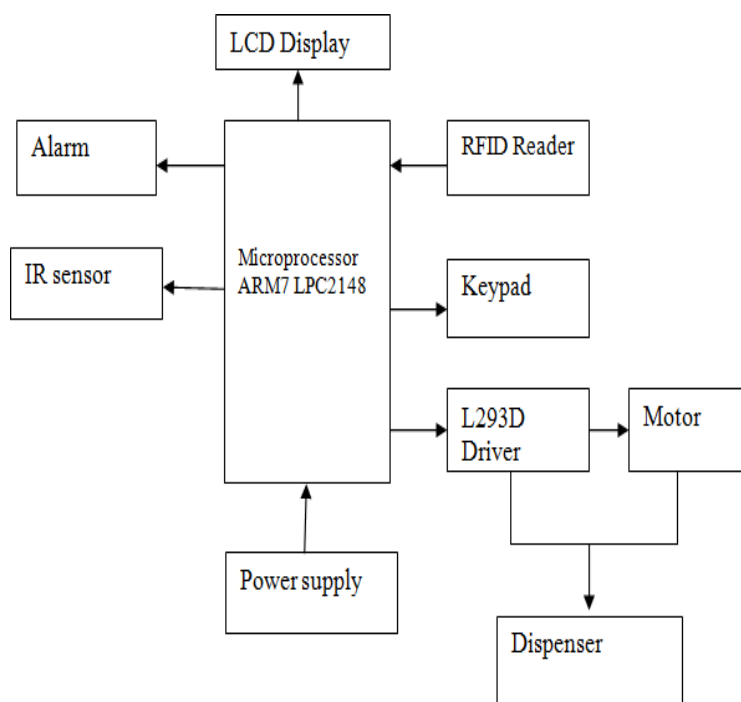 LCD Display
Alarm
RFID Reader
IR sensor
Microprocessor
ARM7 LPC2148
Keypad
L293D
Driver
Motor
Power supply
Dispenser